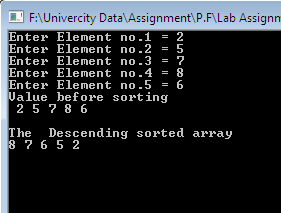 F:\Univercity Data\Assignment\P.F\Lab Assignm
Enter Element no.1 = 2
Enter Element no.2 = 5
Enter Element no.3 = 7
Enter Element no.4 = 8
Enter Element no.5 = 6
Value before sorting
2 5 7 8 6
The Descending sorted array
8 7 6 5 2